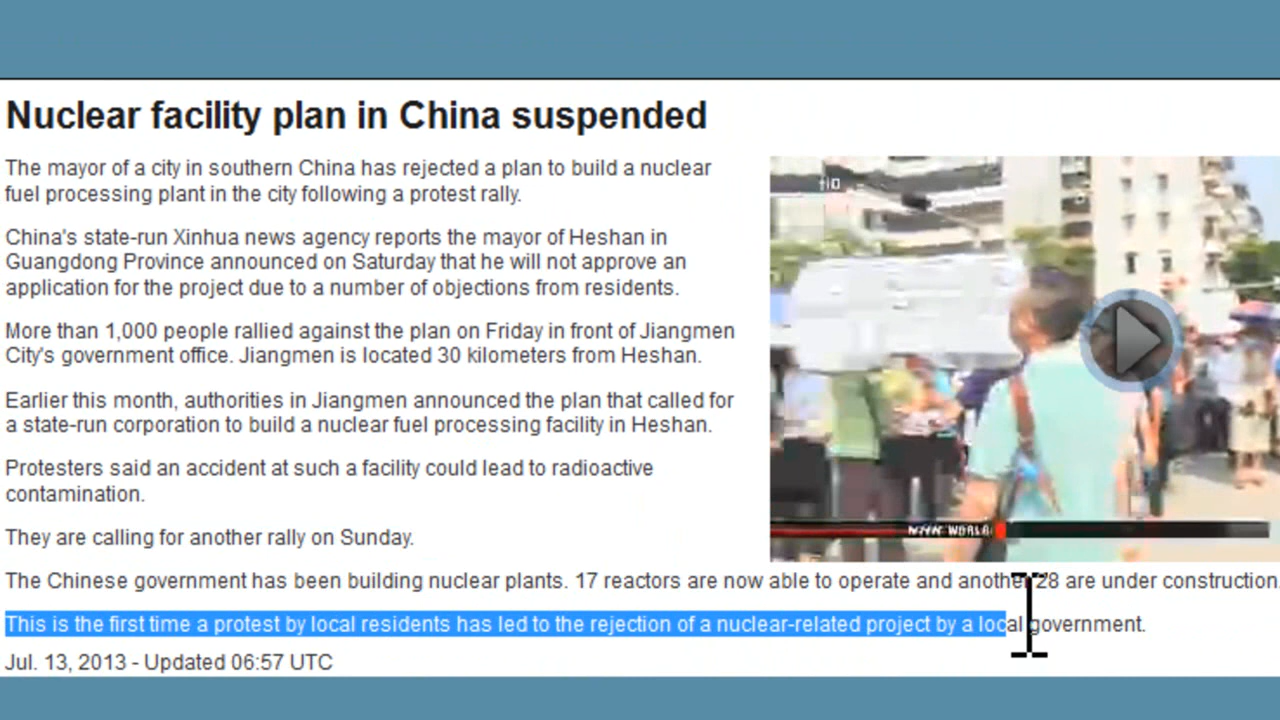 Nuclear facility plan in China suspended
The mayor of a city in southern China has rejected a plan to build a nuclear
fuel processing plant in the city following a protest rally.
China's state-run Xinhua news agency reports the mayor of Heshan in
Guangdong Province announced on Saturday that he will not approve an
application for the project due to a number of objections from residents.
More than 1,000 people rallied against the plan on Friday in front of Jiangmen
City's government office. Jiangmen is located 30 kilometers from Heshan.
Earlier this month, authorities in Jiangmen announced the plan that called for
a state-run corporation to build a nuclear fuel processing facility in Heshan.
Protesters said an accident at such a facility could lead to radioactive
contamination.
They are calling for another rally on Sunday.
The Chinese government has been building nuclear plants. 17 reactors are now able to operate and another 28 are under construction.
This is the first time a protest by local residents has led to the rejection of a nuclear-related project by a local government.
Jul. 13, 2013 - Updated 06:57 UTC